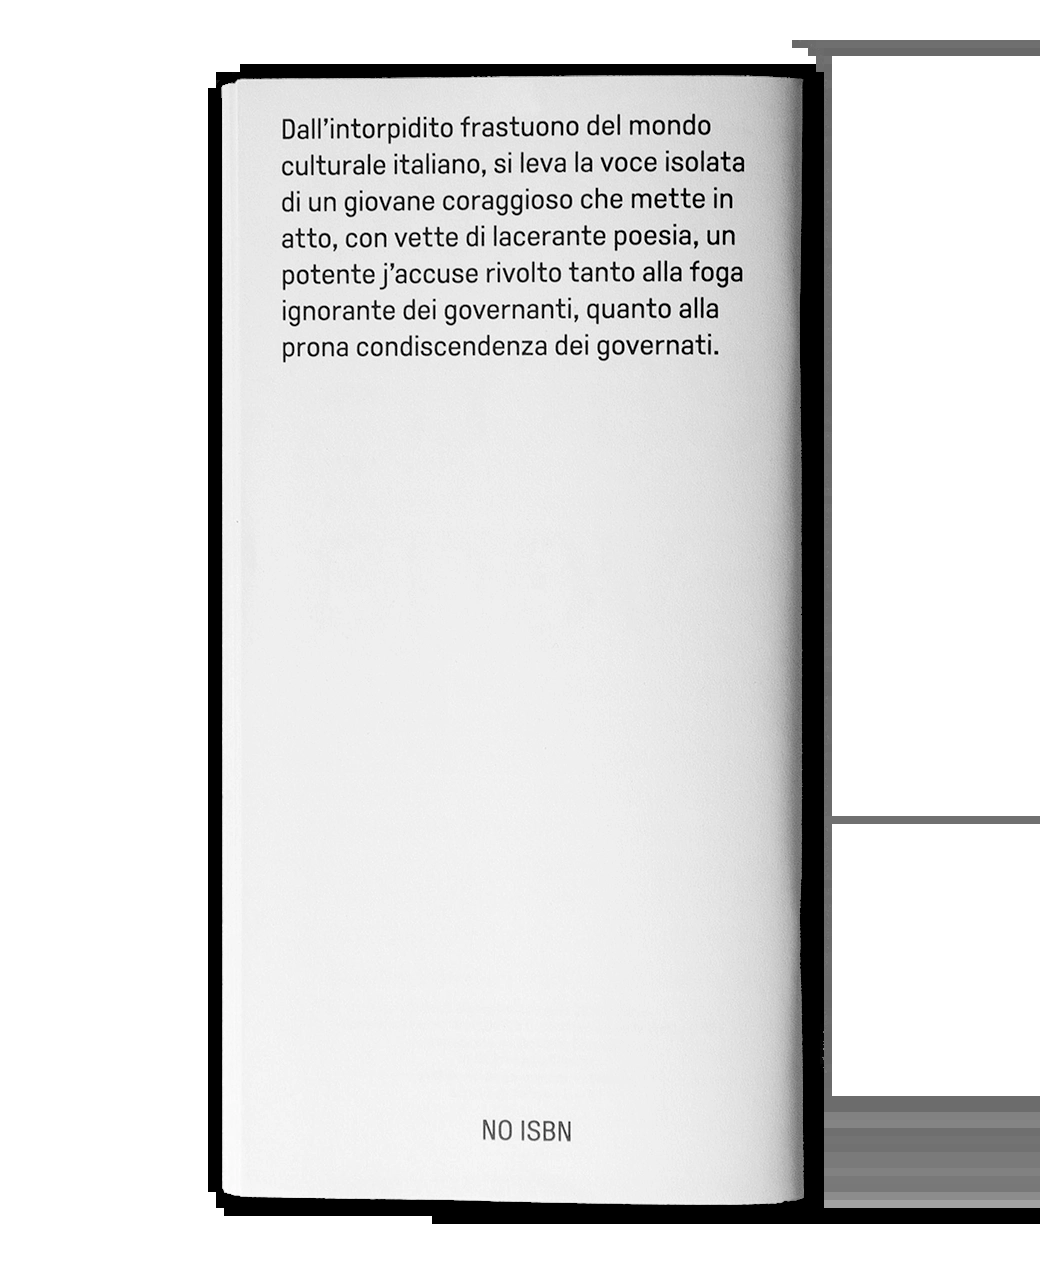 Dall’intorpidito frastuono del mondo
culturale italiano, si leva la voce isolata
di un giovane coraggioso che mette in
atto, con vette di lacerante poesia, un
potente j’accuse rivolto tanto alla foga
ignorante dei governanti, quanto alla
prona condiscendenza dei governati.
NO ISBN